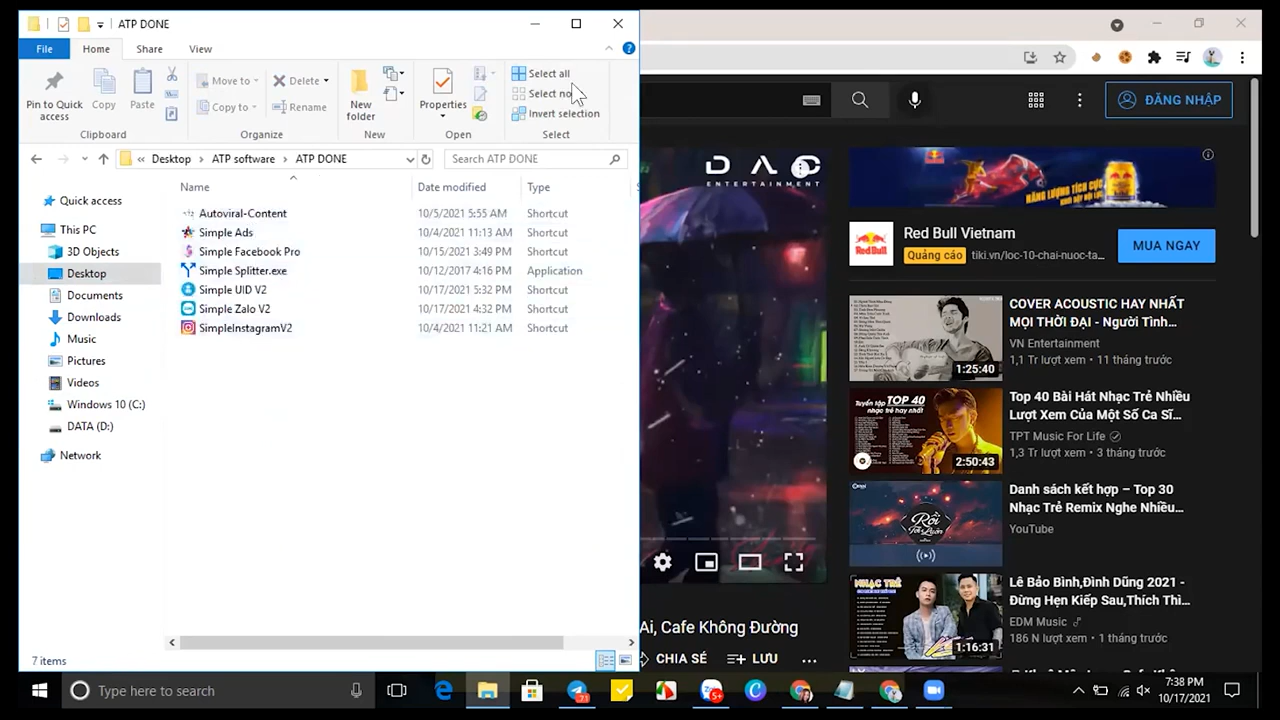 ATP DONE
File Home Share View
Pin to Quick access
Copy
Paste
Clipboard
Move to
Copy to
Delete
Rename
Organize
New folder
New
Properties
Open
Select all
Select no
Invert selection
Select
Desktop ATP software ATP DONE
Search ATP DONE
Name Date modified Type
Autoviral-Content 10/5/2021 5:55 AM Shortcut
Simple Ads 10/4/2021 11:13 AM Shortcut
Simple Facebook Pro 10/15/2021 3:49 PM Shortcut
Simple Splitter.exe 10/12/2017 4:16 PM Application
Simple UID V2 10/17/2021 5:32 PM Shortcut
Simple Zalo V2 10/17/2021 4:32 PM Shortcut
SimpleInstagramV2 10/4/2021 11:21 AM Shortcut
Quick access
This PC
3D Objects
Desktop
Documents
Downloads
Music
Pictures
Videos
Windows 10 (C:)
DATA (D:)
Network
7 items
ĐĂNG NHẬP
DAC
ENTERTAINMENT
NĂNG LƯỢNG TÍCH CỰC
Red Bull Vietnam
Quảng cáo tiki.vn/loc-10-chai-nuoc-ta...
MUA NGAY
COVER ACOUSTIC HAY NHẤT
MỌI THỜI ĐẠI - Người Tình...
VN Entertainment
1,1 Tr lượt xem • 11 tháng trước
1:25:40
Top 40 Bài Hát Nhạc Trẻ Nhiều
Lượt Xem Của Một Số Ca Sĩ...
TPT Music For Life
1,3 Tr lượt xem • 3 tháng trước
TOP 40
2:50:43
Danh sách kết hợp – Top 30
Nhạc Trẻ Remix Nghe Nhiều...
YouTube
Lê Bảo Bình,Đình Dũng 2021 -
Đừng Hẹn Kiếp Sau,Thích Thì...
EDM Music
186 N lượt xem • 1 tháng trước
NHẠC TRẺ
1:16:31
Ai, Cafe Không Đường
CHIA SẺ LƯU
Type here to search
7:38 PM
10/17/2021